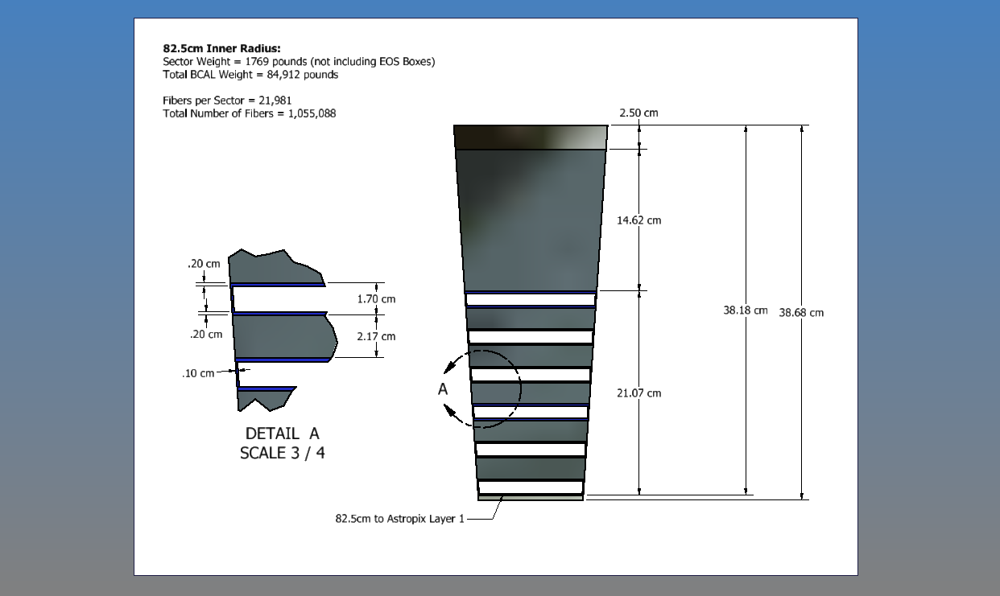 82.5cm Inner Radius:
Sector Weight = 1769 pounds (not including EOS Boxes)
Total BCAL Weight = 84,912 pounds
Fibers per Sector = 21,981
Total Number of Fibers = 1,055,088
2.50 cm
14.62 cm
38.18 cm
38.68 cm
21.07 cm
.20 cm
1.70 cm
.20 cm
2.17 cm
.10 cm
A
DETAIL A
SCALE 3 / 4
82.5cm to Astropix Layer 1